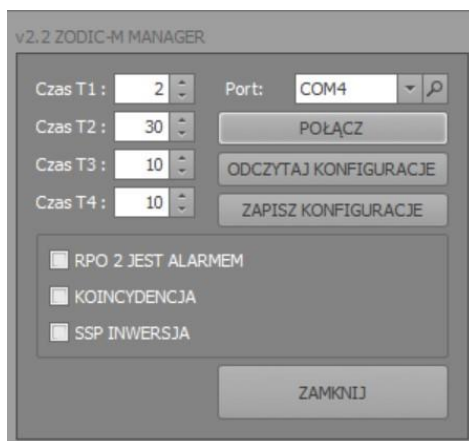 v2.2 ZODIC-M MANAGER
Czas T1 : 2 Port: COM4
Czas T2 : 30 POŁĄCZ
Czas T3 : 10 ODCZYTAJ KONFIGURACJE
Czas T4 : 10 ZAPISZ KONFIGURACJE
RPO 2 JEST ALARMEM
KOINCYDENCJA
SSP INWERSJA
ZAMKNIJ